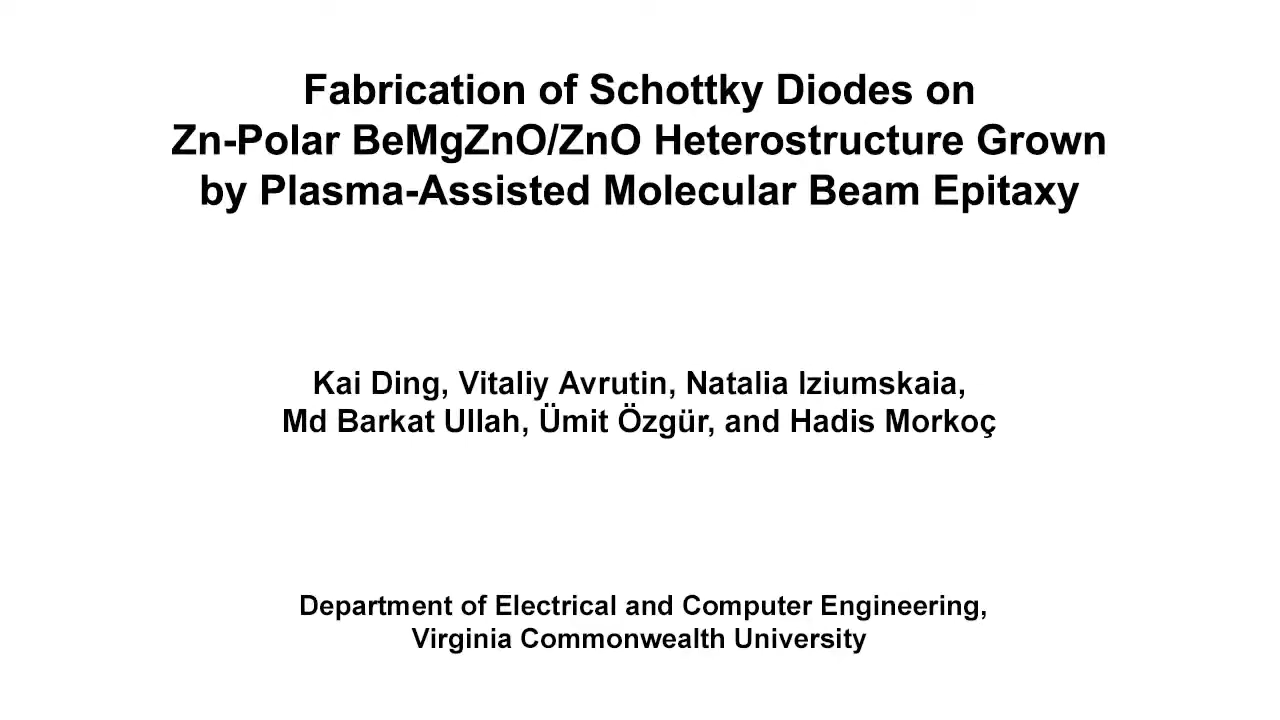 Fabrication of Schottky Diodes on
Zn-Polar BeMgZnO/ZnO Heterostructure Grown
by Plasma-Assisted Molecular Beam Epitaxy
Kai Ding, Vitaliy Avrutin, Natalia Iziumskaia,
Md Barkat Ullah, Ümit Özgür, and Hadis Morkoç
Department of Electrical and Computer Engineering,
Virginia Commonwealth University